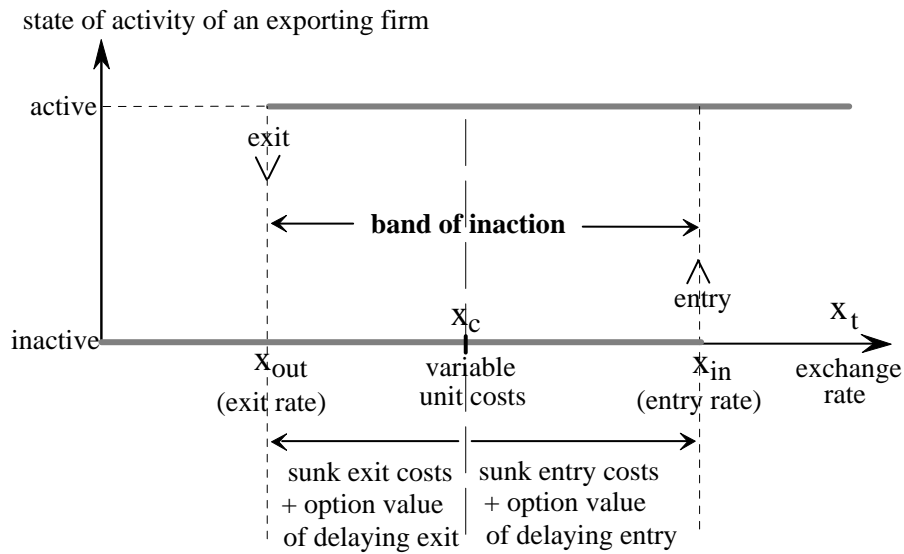 state of activity of an exporting firm
active
exit
band of inaction
entry
inactive
x_c
x_t
x_out
variable
x_in
exchange
(exit rate)
unit costs
(entry rate)
rate
sunk exit costs
+ option value
of delaying exit
sunk entry costs
+ option value
of delaying entry